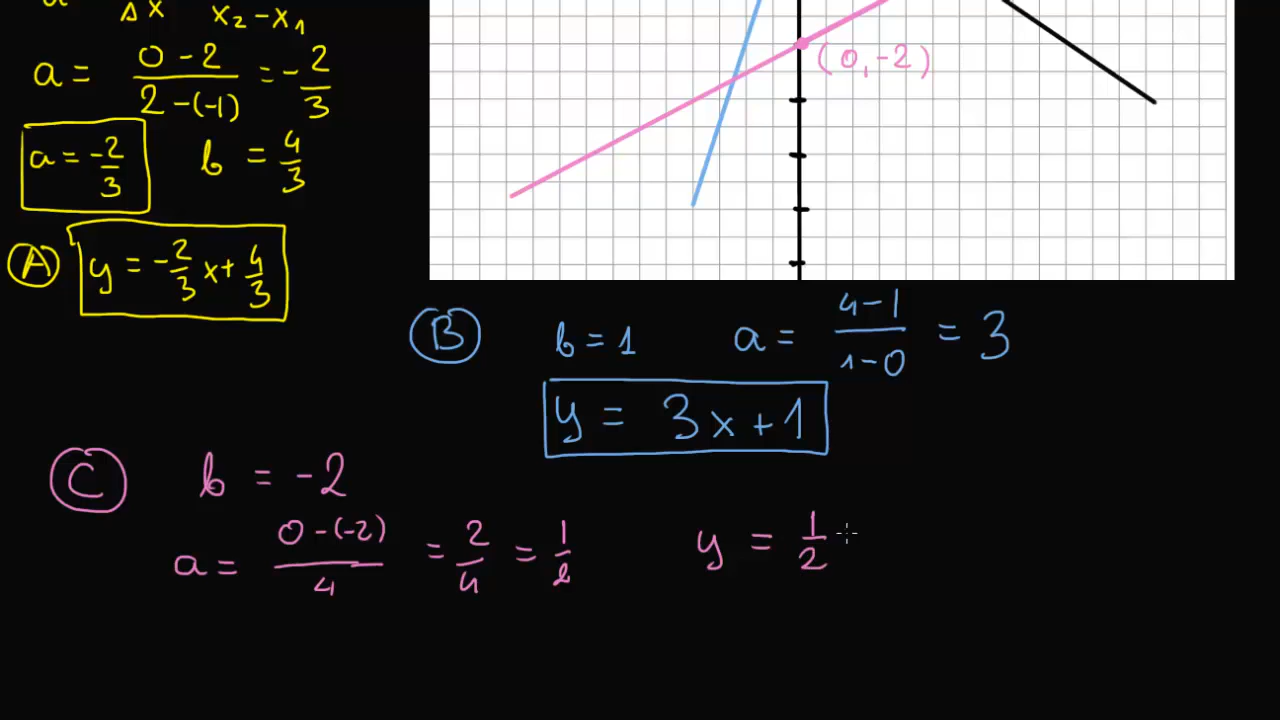 Δx x₂-x₁
a = 0-2 / 2-(-1) = -2/3
a = -2/3 b = 4/3
A y = -2/3 x + 4/3
(0,-2)
B b = 1 a = 4-1 / 1-0 = 3
y = 3x+1
C b = -2
a = 0-(-2) / 4 = 2/4 = 1/2 y = 1/2